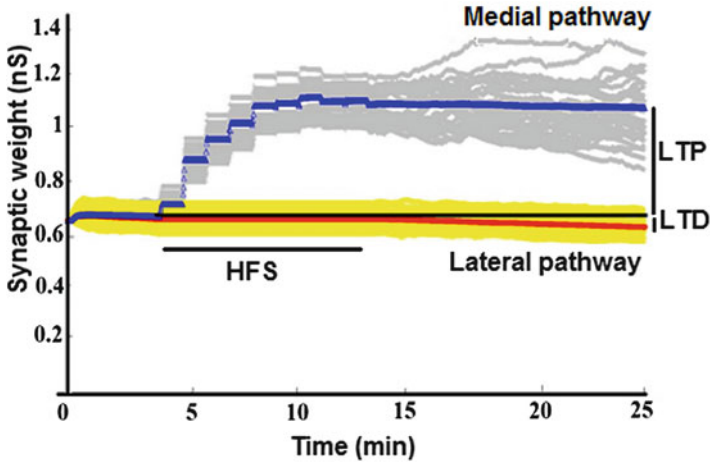 Medial pathway
1.4
1.2
1
0.8
0.6
0.4
0.2
Synaptic weight (nS)
LTP
LTD
HFS
Lateral pathway
0 5 10 15 20 25
Time (min)